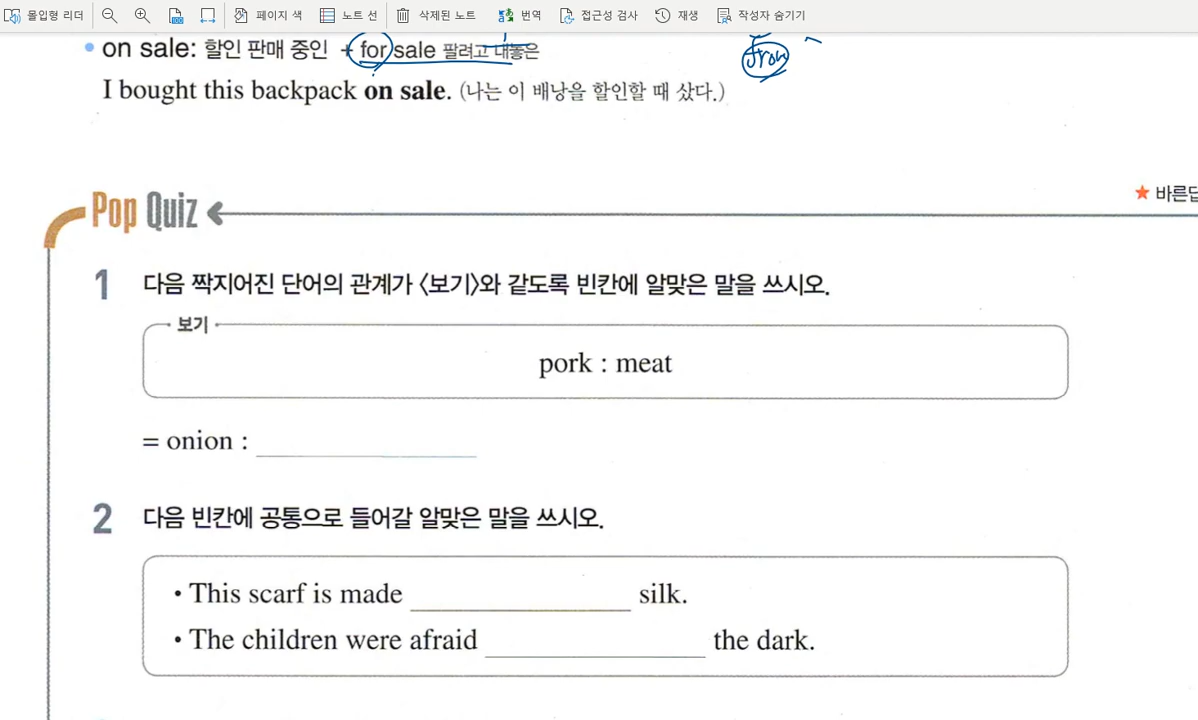 몰입형 리더 페이지 색 노트 선 삭제된 노트 번역 접근성 검사 재생 작성자 숨기기
• on sale: 할인 판매 중인 + for sale 팔려고 내놓은
from
I bought this backpack on sale. (나는 이 배낭을 할인할 때 샀다.)
Pop Quiz
★ 바른답
1 다음 짝지어진 단어의 관계가 〈보기〉와 같도록 빈칸에 알맞은 말을 쓰시오.
보기
pork : meat
= onion :
2 다음 빈칸에 공통으로 들어갈 알맞은 말을 쓰시오.
• This scarf is made silk.
• The children were afraid the dark.